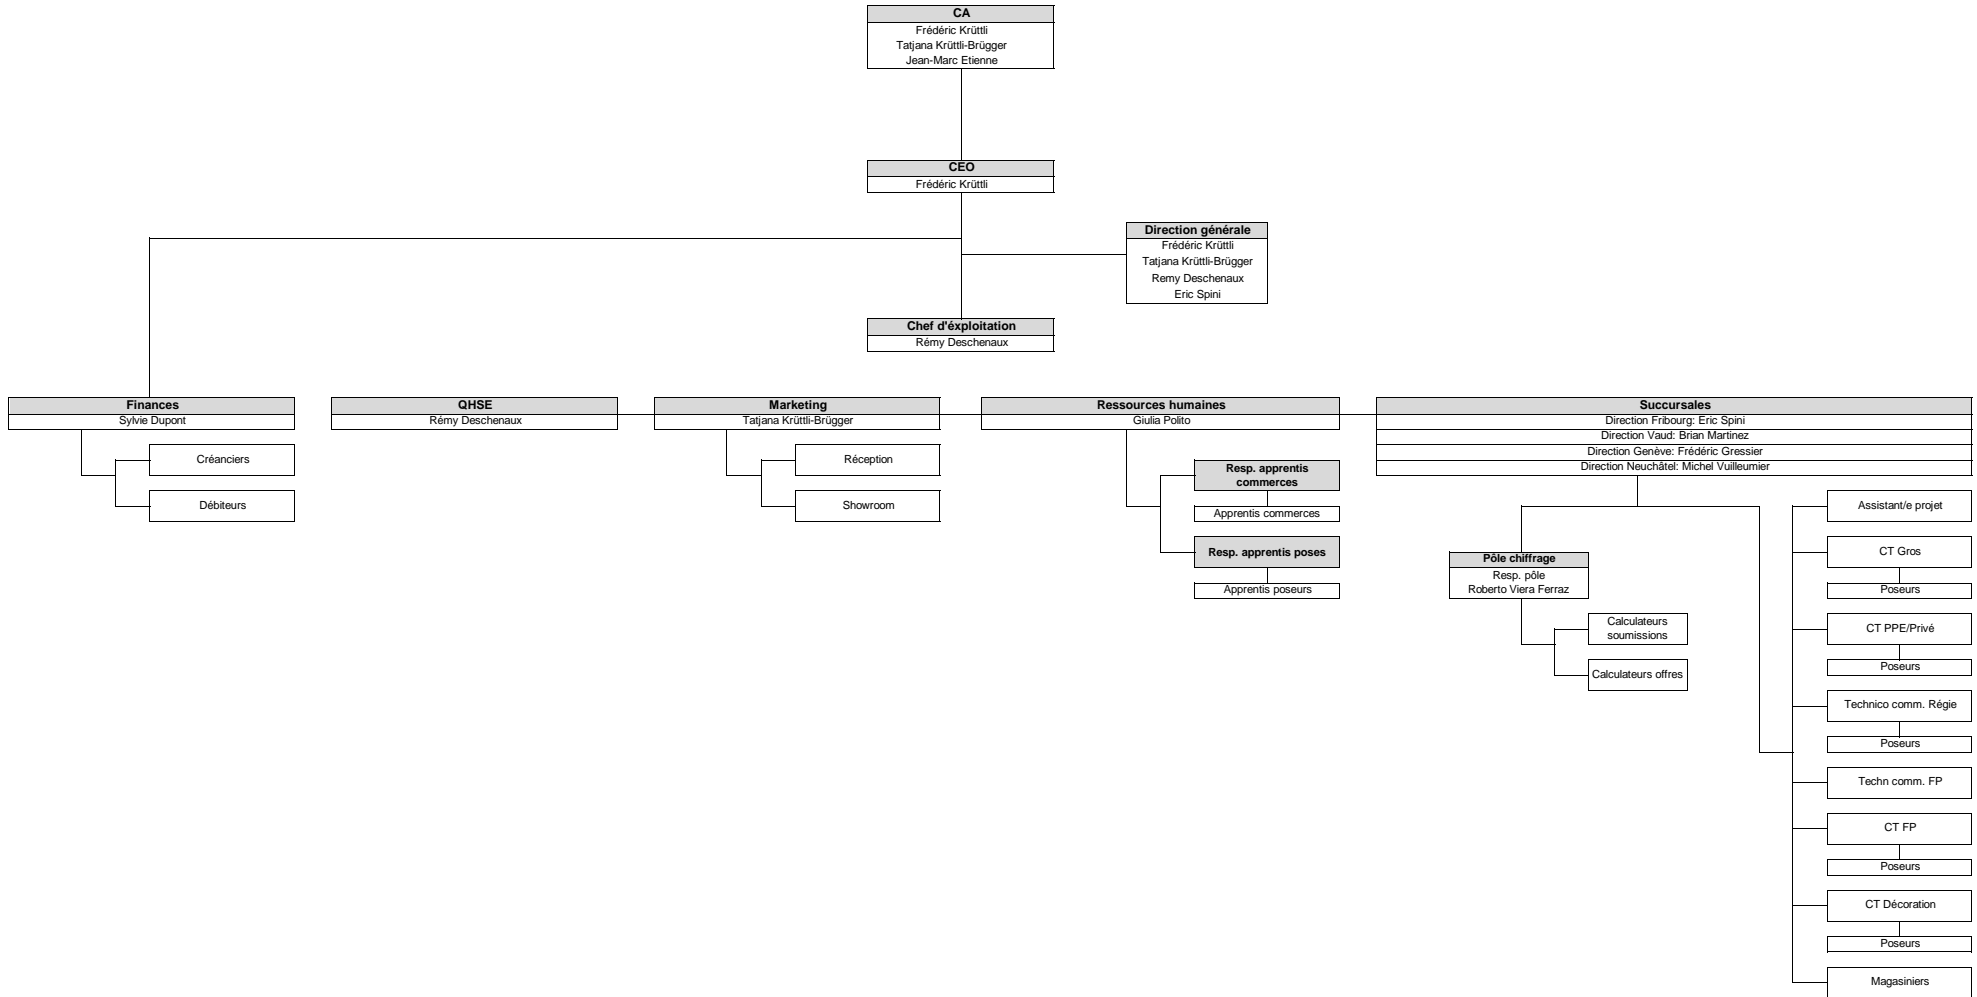 CA
Frédéric Krüttli
Tatjana Krüttli-Brügger
Jean-Marc Etienne
CEO
Frédéric Krüttli
Direction générale
Frédéric Krüttli
Tatjana Krüttli-Brügger
Remy Deschenaux
Eric Spini
Chef d'éxploitation
Rémy Deschenaux
Finances
Sylvie Dupont
Créanciers
Débiteurs
QHSE
Rémy Deschenaux
Marketing
Tatjana Krüttli-Brügger
Réception
Showroom
Ressources humaines
Giulia Polito
Resp. apprentis
commerces
Apprentis commerces
Resp. apprentis poses
Apprentis poseurs
Succursales
Direction Fribourg: Eric Spini
Direction Vaud: Brian Martinez
Direction Genève: Frédéric Gressier
Direction Neuchâtel: Michel Vuilleumier
Pôle chiffrage
Resp. pôle
Roberto Viera Ferraz
Calculateurs
soumissions
Calculateurs offres
Assistant/e projet
CT Gros
Poseurs
CT PPE/Privé
Poseurs
Technico comm. Régie
Poseurs
Techn comm. FP
CT FP
Poseurs
CT Décoration
Poseurs
Magasiniers